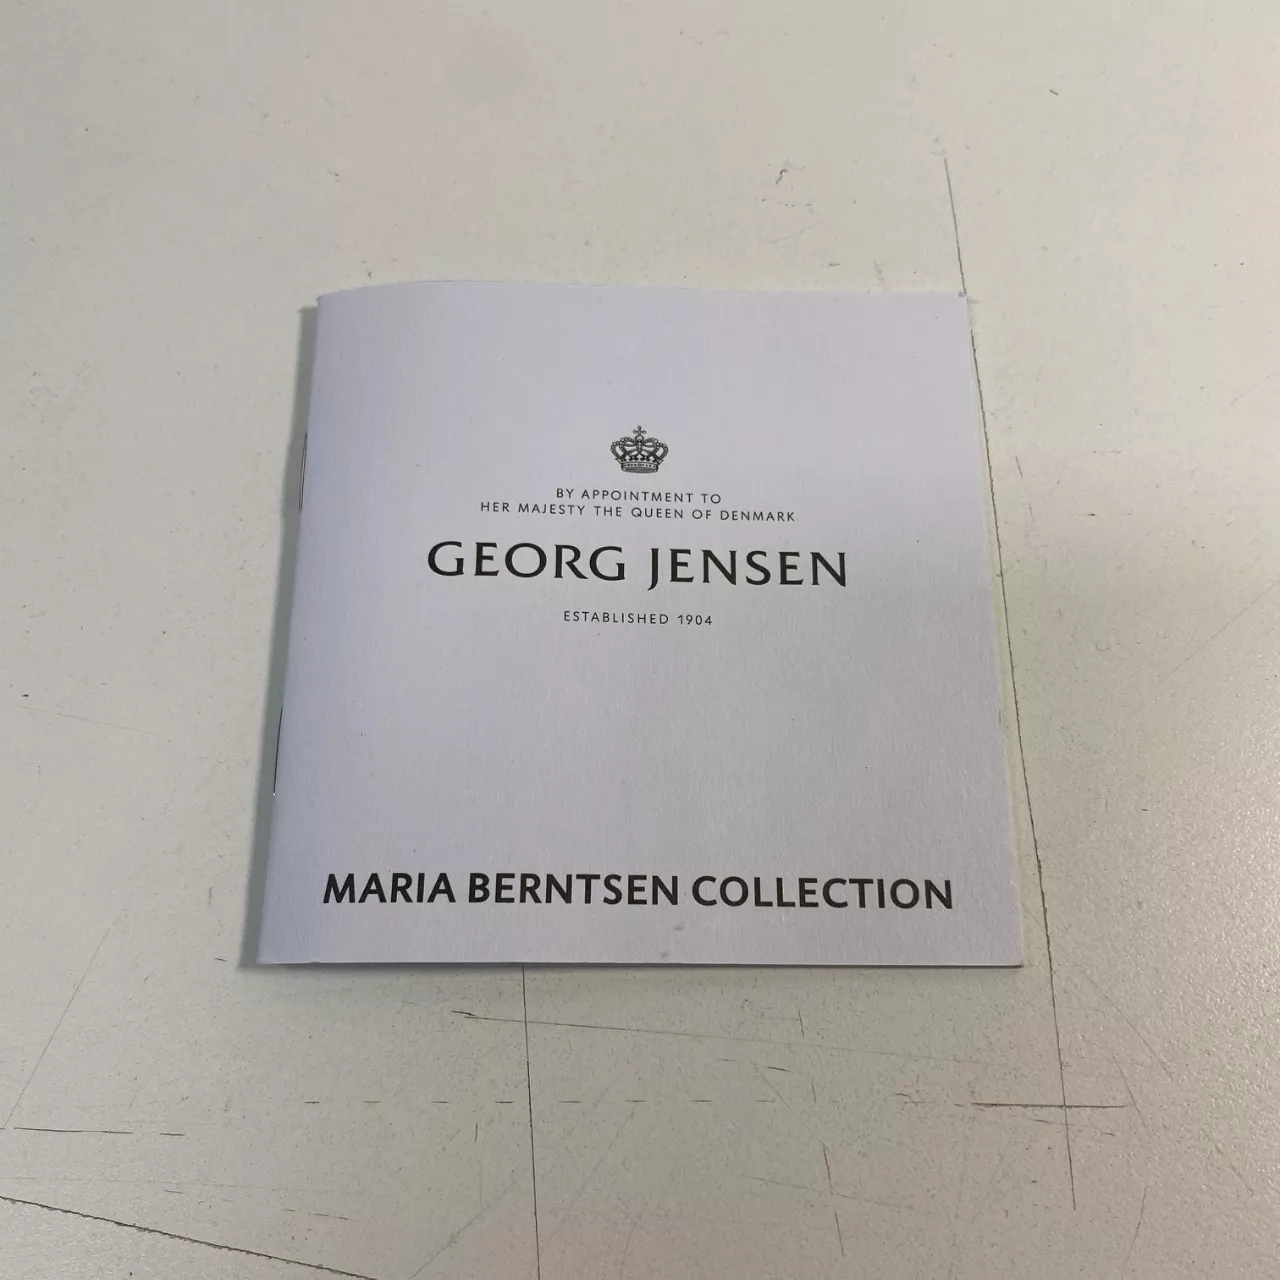 BY APPOINTMENT TO
HER MAJESTY THE QUEEN OF DENMARK
GEORG JENSEN
ESTABLISHED 1904
MARIA BERNTSEN COLLECTION